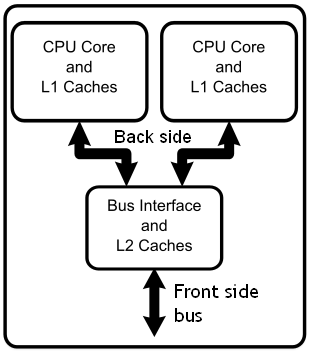 CPU Core
and
L1 Caches
CPU Core
and
L1 Caches
Back side
Bus Interface
and
L2 Caches
Front side
bus